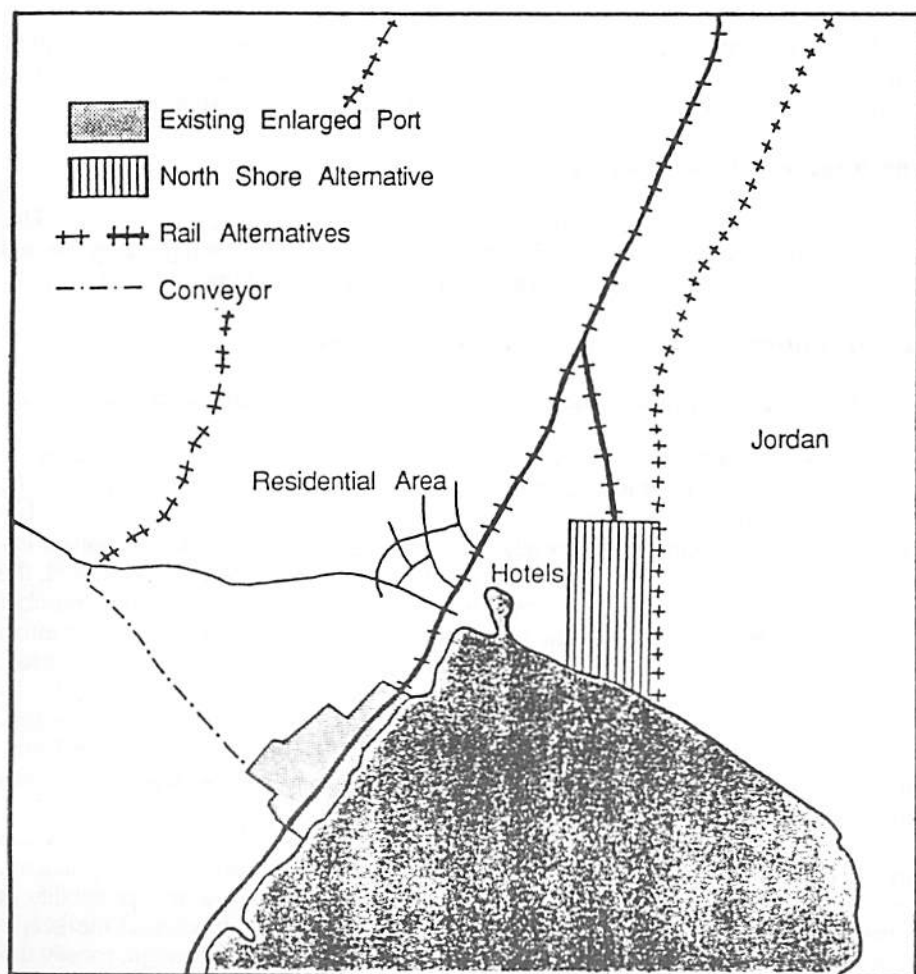 Existing Enlarged Port
North Shore Alternative
Rail Alternatives
Conveyor
Jordan
Residential Area
Hotels